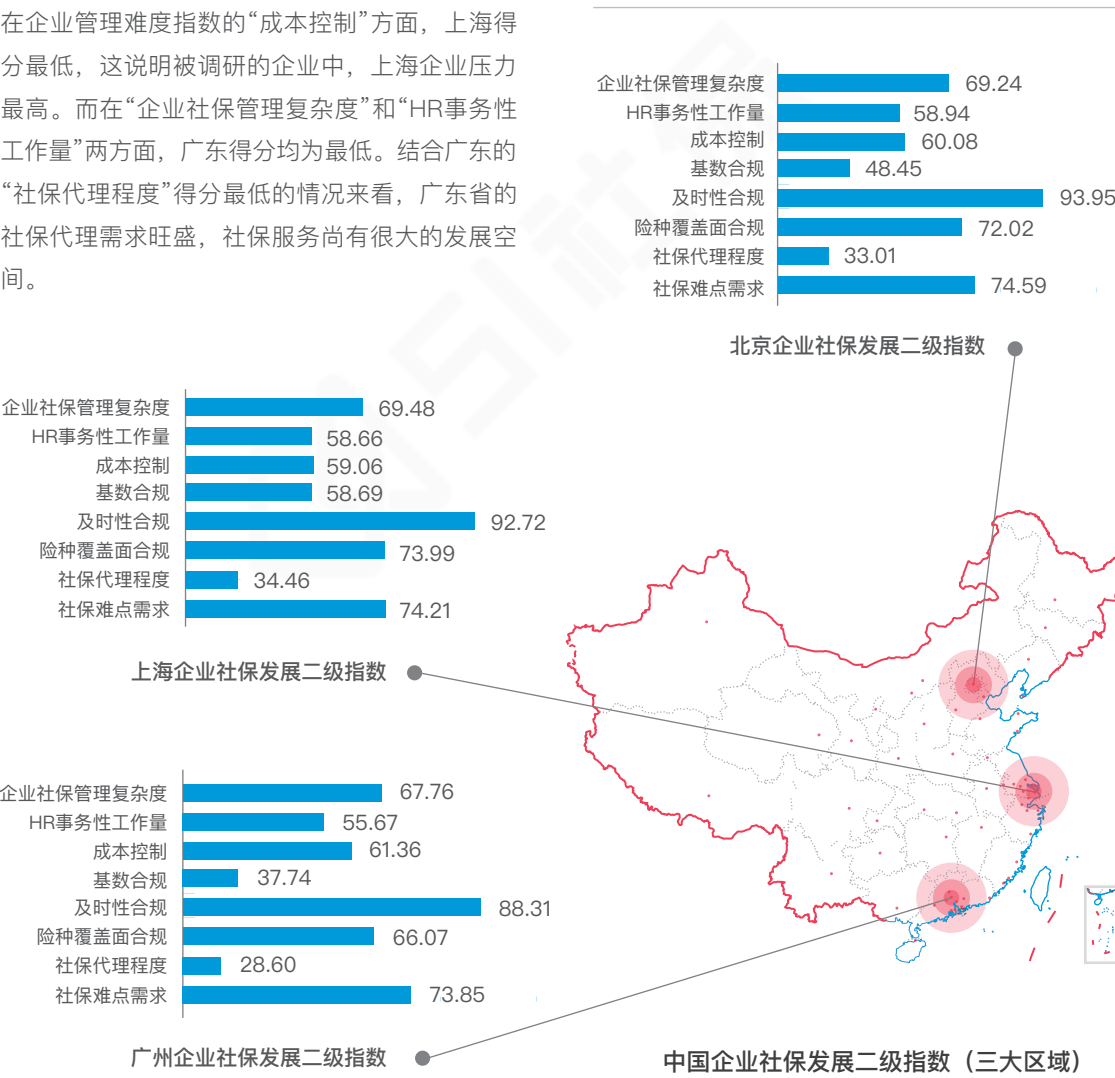 在企业管理难度指数的“成本控制”方面，上海得
分最低，这说明被调研的企业中，上海企业压力
最高。而在“企业社保管理复杂度”和“HR事务性
工作量”两方面，广东得分均为最低。结合广东的
“社保代理程度”得分最低的情况来看，广东省的
社保代理需求旺盛，社保服务尚有很大的发展空
间。
企业社保管理复杂度 69.24
HR事务性工作量 58.94
成本控制 60.08
基数合规 48.45
及时性合规 93.95
险种覆盖面合规 72.02
社保代理程度 33.01
社保难点需求 74.59
北京企业社保发展二级指数
企业社保管理复杂度 69.48
HR事务性工作量 58.66
成本控制 59.06
基数合规 58.69
及时性合规 92.72
险种覆盖面合规 73.99
社保代理程度 34.46
社保难点需求 74.21
上海企业社保发展二级指数
企业社保管理复杂度 67.76
HR事务性工作量 55.67
成本控制 61.36
基数合规 37.74
及时性合规 88.31
险种覆盖面合规 66.07
社保代理程度 28.60
社保难点需求 73.85
广州企业社保发展二级指数
中国企业社保发展二级指数（三大区域）